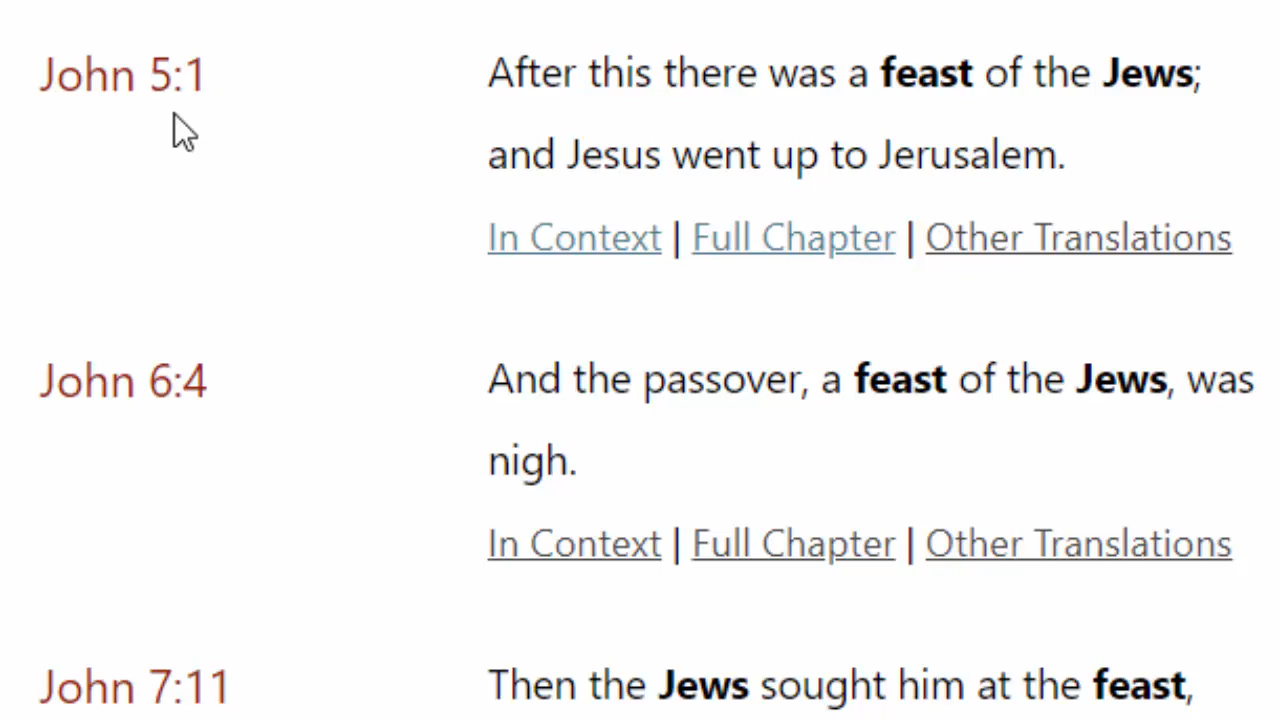 John 5:1 After this there was a feast of the Jews;
and Jesus went up to Jerusalem.
In Context | Full Chapter | Other Translations
John 6:4 And the passover, a feast of the Jews, was
nigh.
In Context | Full Chapter | Other Translations
John 7:11 Then the Jews sought him at the feast,